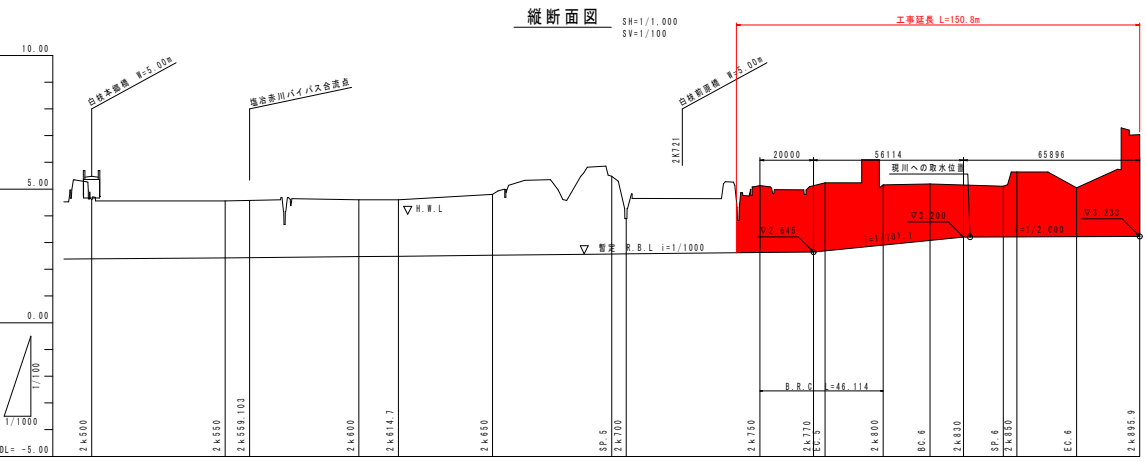 縦断面図
SH=1/1,000
SV=1/100
工事延長 L=150.8m
10.00
白枝本郷橋 W=5.00m
塩冶赤川バイパス合流点
白枝前原橋 W=5.00m
2K721
20000
56114
65896
現川への取水位置
5.00
▽ H.W.L
▽3.200
▽3.233
▽2.645
i=1/101.1
i=1/2,000
▽ 暫定 R.B.L i=1/1000
0.00
1/100
1/1000
B.R.C L=46.114
DL= -5.00
2k500
2k550
2k559.103
2k600
2k614.7
2k650
SP.5
2k700
2k750
2k770
EC.5
2k800
BC.6
2k830
SP.6
2k850
EC.6
2k895.9